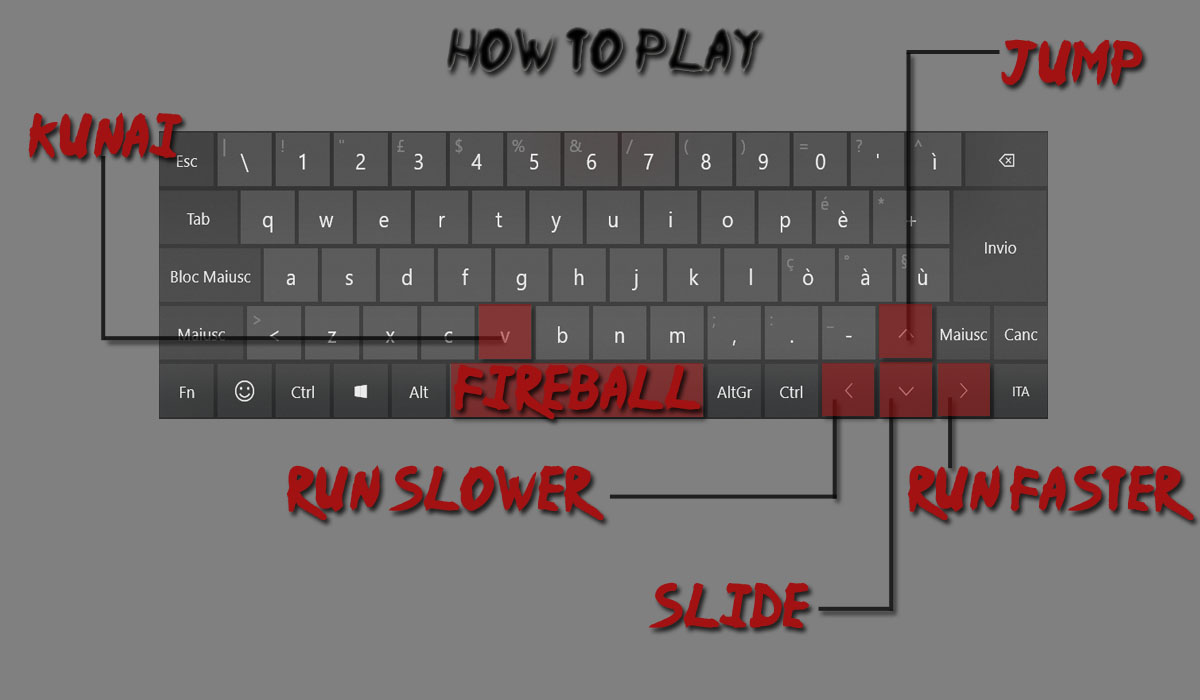 HOW TO PLAY
JUMP
KUNAI
Esc | \ ! 1 " 2 £ 3 $ 4 % 5 & 6 / 7 ( 8 ) 9 = 0 ? ' ^ ì
Tab q w e r t y u i o p é è * +
Invio
Bloc Maiusc a s d f g h j k l ç ò ° à § ù
Maiusc > < z x c v b n m ; , : . _ - Maiusc Canc
Fn Ctrl Alt FIREBALL AltGr Ctrl ITA
RUN SLOWER
RUN FASTER
SLIDE